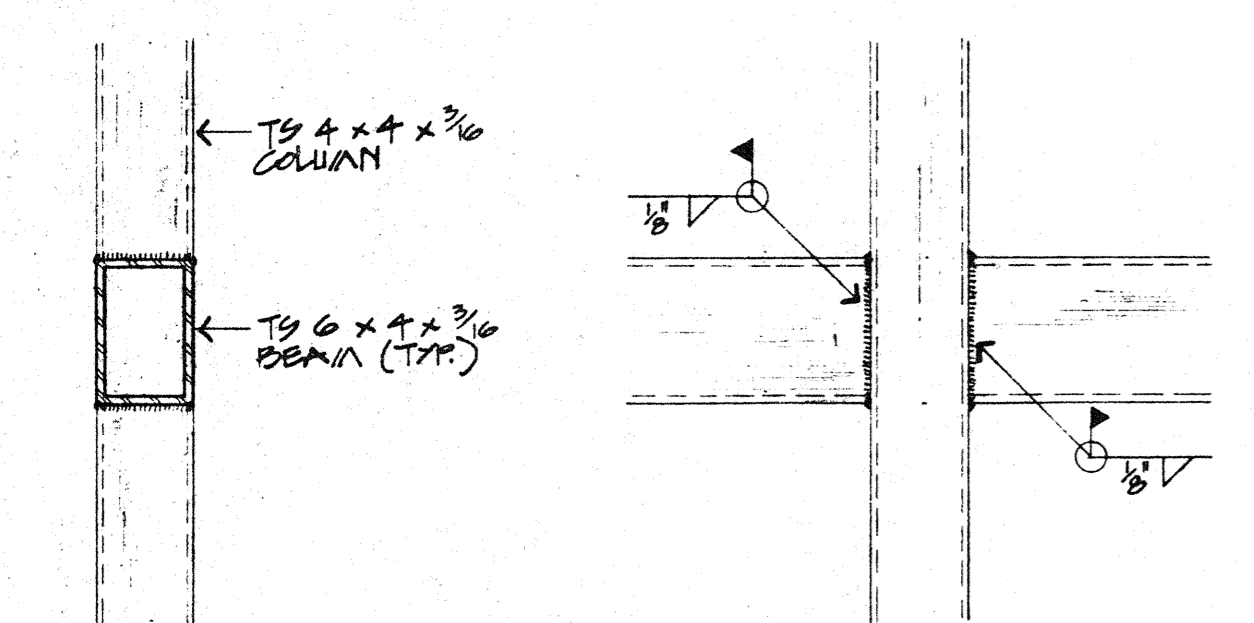 TS 4 x 4 x 3/16
COLUMN
1/8"
TS 6 x 4 x 3/16
BEAM (TYP.)
1/8"